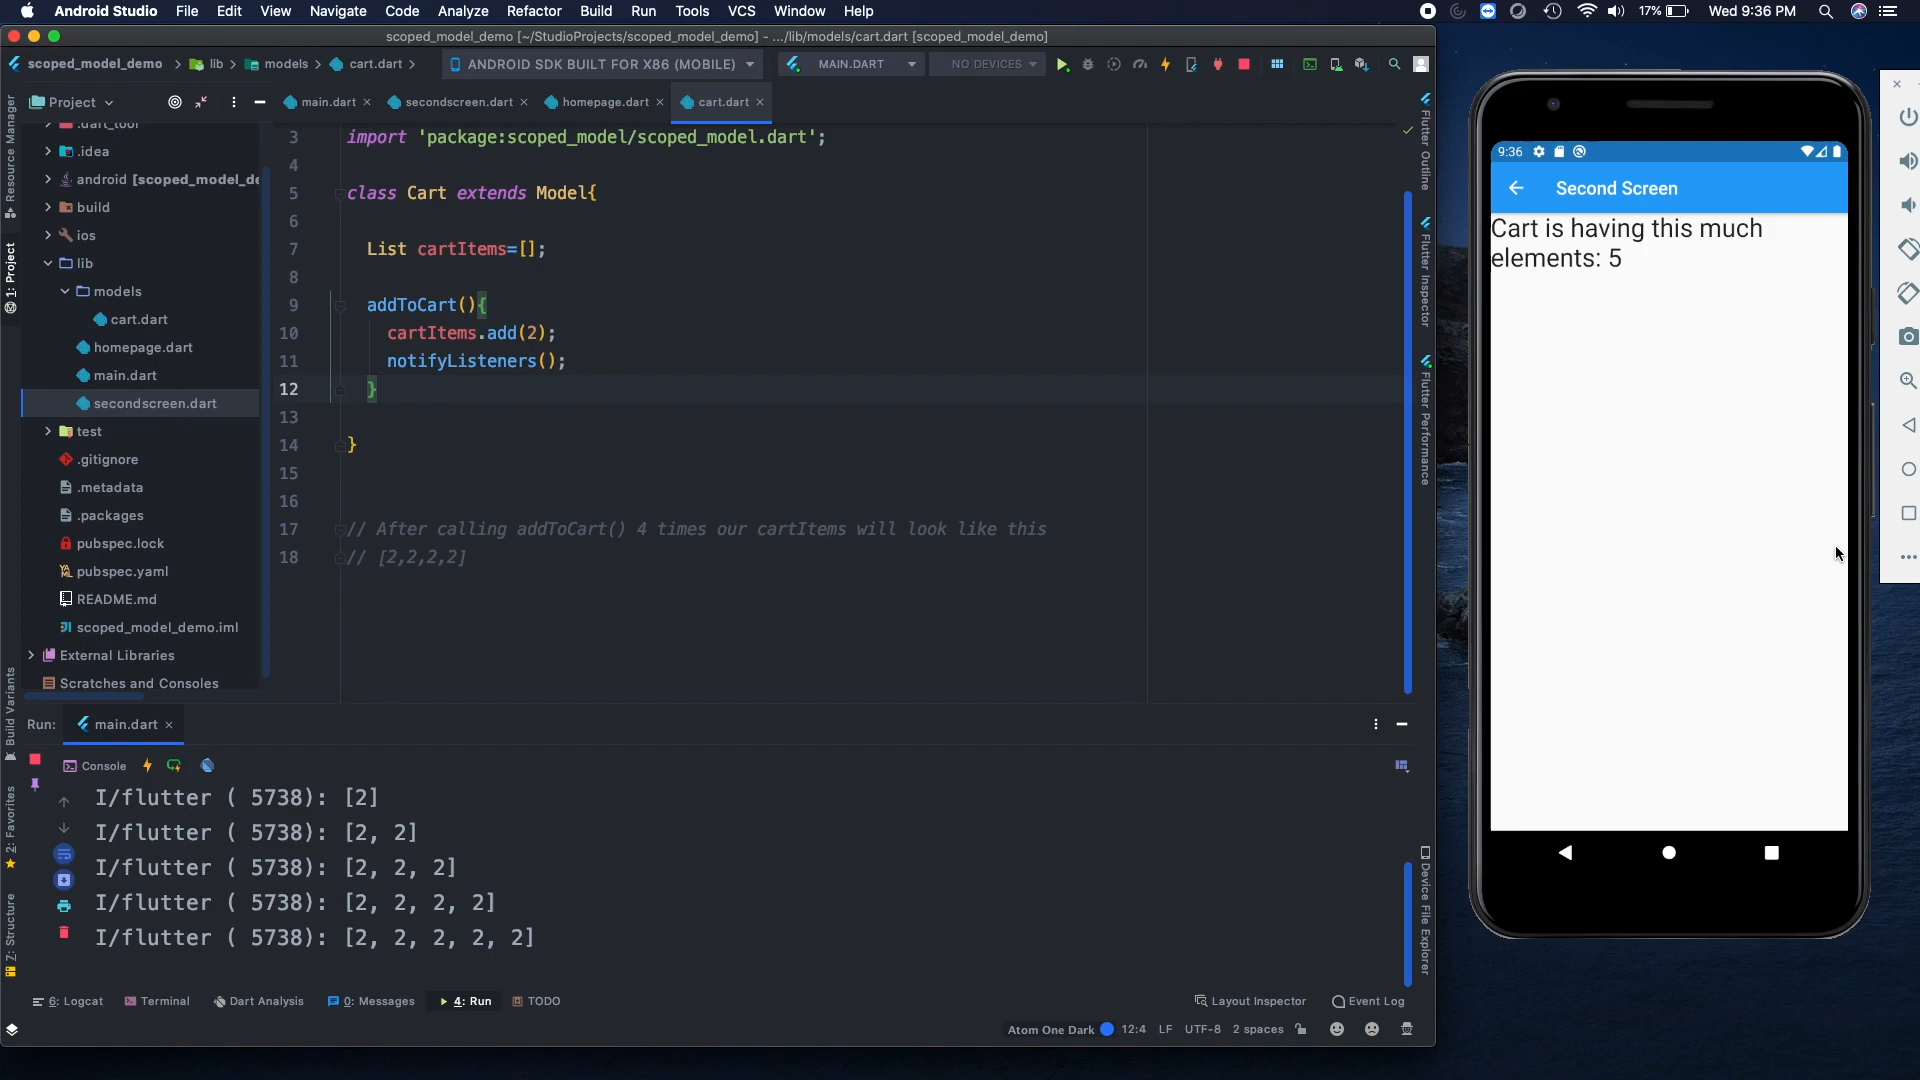 Android Studio File Edit View Navigate Code Analyze Refactor Build Run Tools VCS Window Help 17% Wed 9:36 PM
scoped_model_demo [~/StudioProjects/scoped_model_demo] - .../lib/models/cart.dart [scoped_model_demo]
scoped_model_demo lib models cart.dart ANDROID SDK BUILT FOR X86 (MOBILE) MAIN.DART NO DEVICES
Project main.dart secondscreen.dart homepage.dart cart.dart
Resource Manager
1: Project
Build Variants
2: Favorites
Z: Structure
.dart_tool
.idea
android [scoped_model_de
build
ios
lib
models
cart.dart
homepage.dart
main.dart
secondscreen.dart
test
.gitignore
.metadata
.packages
pubspec.lock
pubspec.yaml
README.md
scoped_model_demo.iml
External Libraries
Scratches and Consoles
3 import 'package:scoped_model/scoped_model.dart';
4
5 class Cart extends Model{
6
7 List cartItems=[];
8
9 addToCart(){
10 cartItems.add(2);
11 notifyListeners();
12 }
13
14 }
15
16
17 // After calling addToCart() 4 times our cartItems will look like this
18 // [2,2,2,2]
Flutter Outline
Flutter Inspector
Flutter Performance
Device File Explorer
Run: main.dart
Console
I/flutter ( 5738): [2]
I/flutter ( 5738): [2, 2]
I/flutter ( 5738): [2, 2, 2]
I/flutter ( 5738): [2, 2, 2, 2]
I/flutter ( 5738): [2, 2, 2, 2, 2]
6: Logcat Terminal Dart Analysis 0: Messages 4: Run TODO Layout Inspector Event Log
Atom One Dark 12:4 LF UTF-8 2 spaces
9:36
Second Screen
Cart is having this much
elements: 5